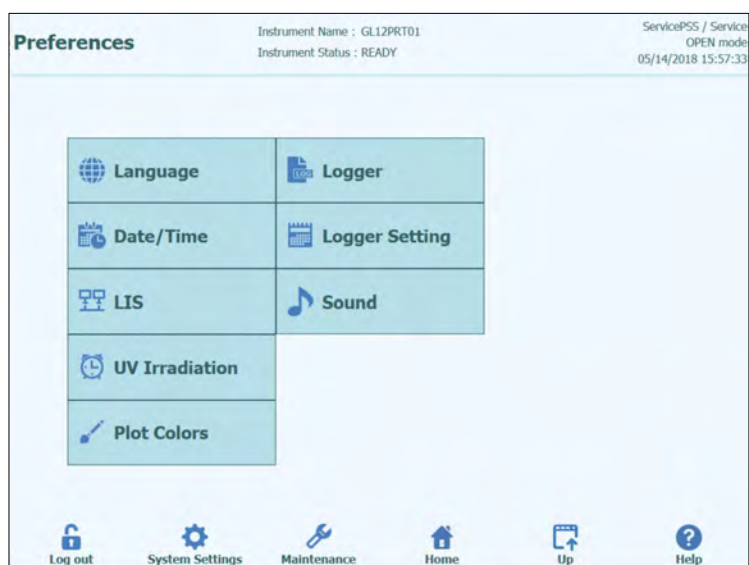 Preferences
Instrument Name : GL12PRT01
Instrument Status : READY
ServicePSS / Service
OPEN mode
05/14/2018 15:57:33
Language
LOG
Logger
Date/Time
Logger Setting
LIS
Sound
UV Irradiation
Plot Colors
Log out
System Settings
Maintenance
Home
Up
Help